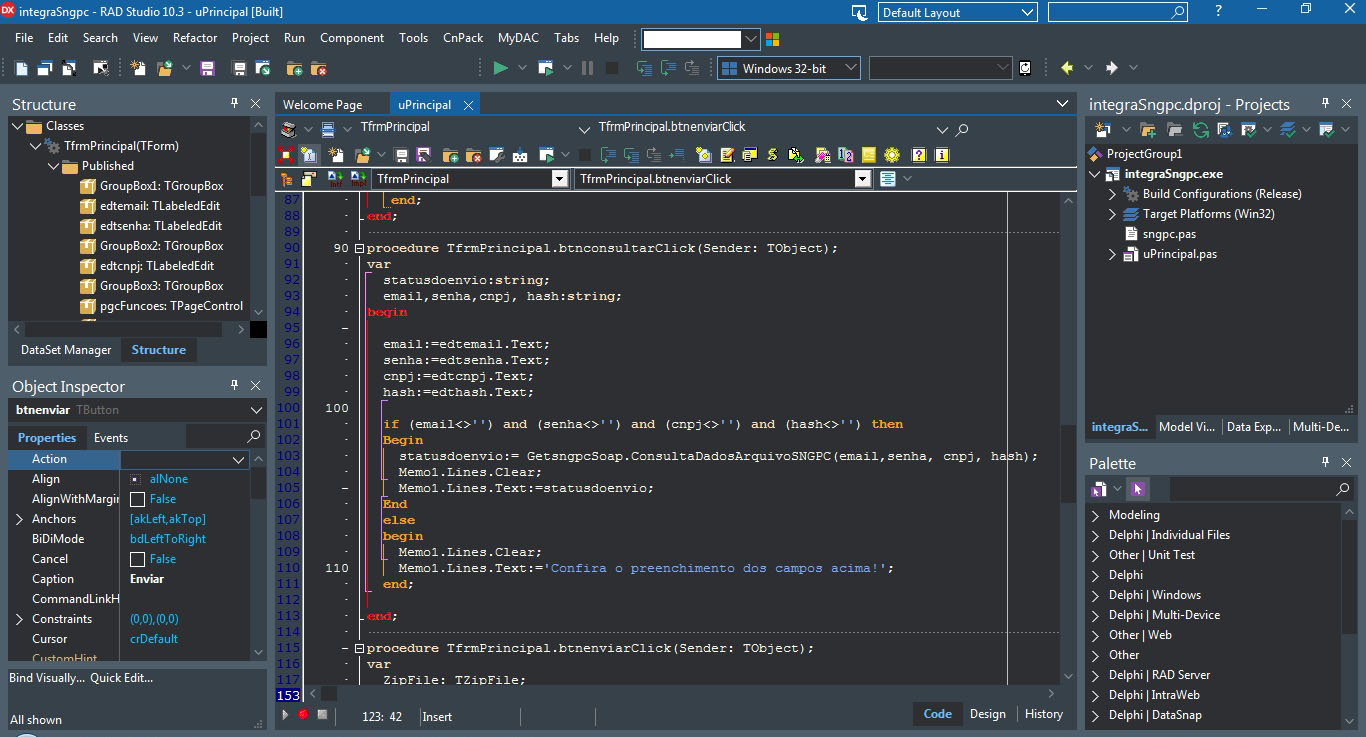 integraSngpc - RAD Studio 10.3 - uPrincipal [Built]
Default Layout
File Edit Search View Refactor Project Run Component Tools CnPack MyDAC Tabs Help
Windows 32-bit
Structure
Classes
TfrmPrincipal(TForm)
Published
GroupBox1: TGroupBox
edtemail: TLabeledEdit
edtsenha: TLabeledEdit
GroupBox2: TGroupBox
edtcnpj: TLabeledEdit
GroupBox3: TGroupBox
pgcFuncoes: TPageControl
DataSet Manager Structure
Object Inspector
btnenviar TButton
Properties Events
Action
Align alNone
AlignWithMargir False
Anchors [akLeft,akTop]
BiDiMode bdLeftToRight
Cancel False
Caption Enviar
CommandLinkH
Constraints (0,0),(0,0)
Cursor crDefault
CustomHint
Bind Visually... Quick Edit...
All shown
Welcome Page uPrincipal
TfrmPrincipal TfrmPrincipal.btnenviarClick
TfrmPrincipal TfrmPrincipal.btnenviarClick
87 end;
88 end;
89
90 90 procedure TfrmPrincipal.btnconsultarClick(Sender: TObject);
91 var
92 statusdoenvio:string;
93 email,senha,cnpj, hash:string;
94 begin
95
96 email:=edtemail.Text;
97 senha:=edtsenha.Text;
98 cnpj:=edtcnpj.Text;
99 hash:=edthash.Text;
100 100
101 if (email<>'') and (senha<>'') and (cnpj<>'') and (hash<>'') then
102 Begin
103 statusdoenvio:= GetsngpcSoap.ConsultaDadosArquivoSNGPC(email,senha, cnpj, hash);
104 Memo1.Lines.Clear;
105 Memo1.Lines.Text:=statusdoenvio;
106 End
107 else
108 begin
109 Memo1.Lines.Clear;
110 110 Memo1.Lines.Text:='Confira o preenchimento dos campos acima!';
111 end;
112
113 end;
114
115 procedure TfrmPrincipal.btnenviarClick(Sender: TObject);
116 var
117 ZipFile: TZipFile;
153
123: 42 Insert
Code Design History
integraSngpc.dproj - Projects
ProjectGroup1
integraSngpc.exe
Build Configurations (Release)
Target Platforms (Win32)
sngpc.pas
uPrincipal.pas
integraS... Model Vi... Data Exp... Multi-De...
Palette
Modeling
Delphi | Individual Files
Other | Unit Test
Delphi
Delphi | Windows
Delphi | Multi-Device
Other | Web
Other
Delphi | RAD Server
Delphi | IntraWeb
Delphi | DataSnap